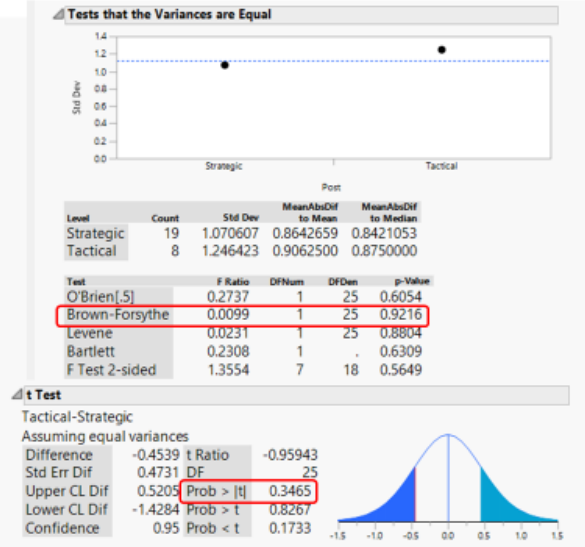 Tests that the Variances are Equal
1.4
1.2
1.0
0.8
0.6
0.4
0.2
0.0
Std Dev
Strategic Tactical
Post
Level Count Std Dev MeanAbsDif to Mean MeanAbsDif to Median
Strategic 19 1.070607 0.8642659 0.8421053
Tactical 8 1.246423 0.9062500 0.8750000
Test F Ratio DFNum DFDen p-Value
O'Brien[.5] 0.2737 1 25 0.6054
Brown-Forsythe 0.0099 1 25 0.9216
Levene 0.0231 1 25 0.8804
Bartlett 0.2308 1 . 0.6309
F Test 2-sided 1.3554 7 18 0.5649
t Test
Tactical-Strategic
Assuming equal variances
Difference -0.4539 t Ratio -0.95943
Std Err Dif 0.4731 DF 25
Upper CL Dif 0.5205 Prob > |t| 0.3465
Lower CL Dif -1.4284 Prob > t 0.8267
Confidence 0.95 Prob < t 0.1733
-1.5 -1.0 -0.5 0.0 0.5 1.0 1.5